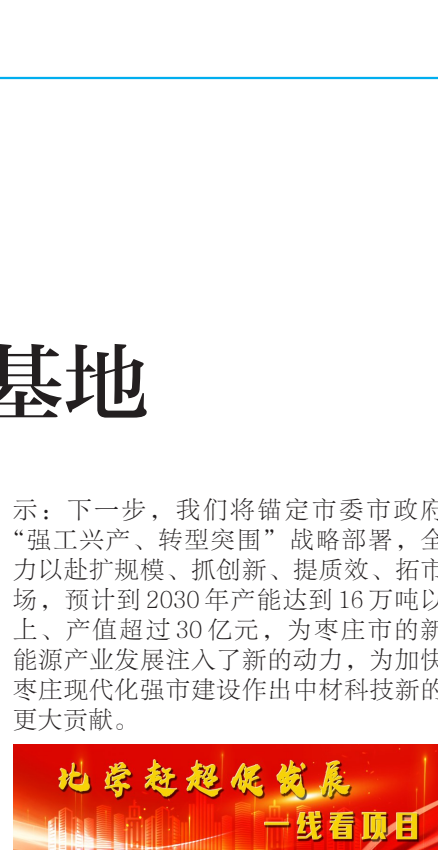 基地
示：下一步，我们将锚定市委市政府
“强工兴产、转型突围”战略部署，全
力以赴扩规模、抓创新、提质效、拓市
场，预计到2030年产能达到16万吨以
上、产值超过30亿元，为枣庄市的新
能源产业发展注入了新的动力，为加快
枣庄现代化强市建设作出中材科技新的
更大贡献。
比学赶超促发展
一线看项目